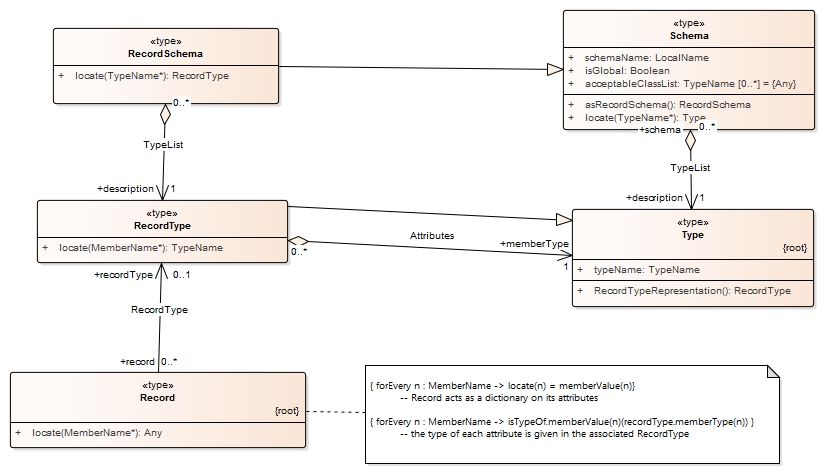 «type»
RecordSchema
+ locate(TypeName*): RecordType
«type»
Schema
+ schemaName: LocalName
+ isGlobal: Boolean
+ acceptableClassList: TypeName [0..*] = {Any}
+ asRecordSchema(): RecordSchema
+ locate(TypeName*): Type
0..*
TypeList
+description 1
+schema 0..*
TypeList
+description 1
«type»
RecordType
+ locate(MemberName*): TypeName
0..*
Attributes
+memberType
1
«type»
Type
{root}
+ typeName: TypeName
+ RecordTypeRepresentation(): RecordType
+recordType 0..1
RecordType
+record 0..*
«type»
Record
{root}
+ locate(MemberName*): Any
{ forEvery n : MemberName -> locate(n) = memberValue(n)}
-- Record acts as a dictionary on its attributes
{ forEvery n : MemberName -> isTypeOf.memberValue(n)(recordType.memberType(n)) }
-- the type of each attribute is given in the associated RecordType